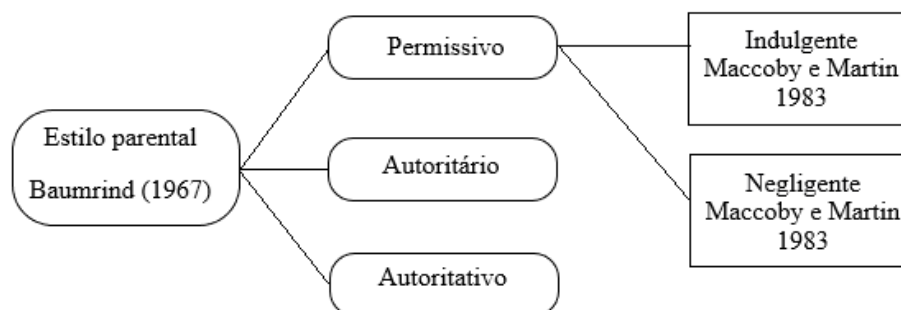 Estilo parental
Baumrind (1967)
Permissivo
Autoritário
Autoritativo
Indulgente
Maccoby e Martin
1983
Negligente
Maccoby e Martin
1983